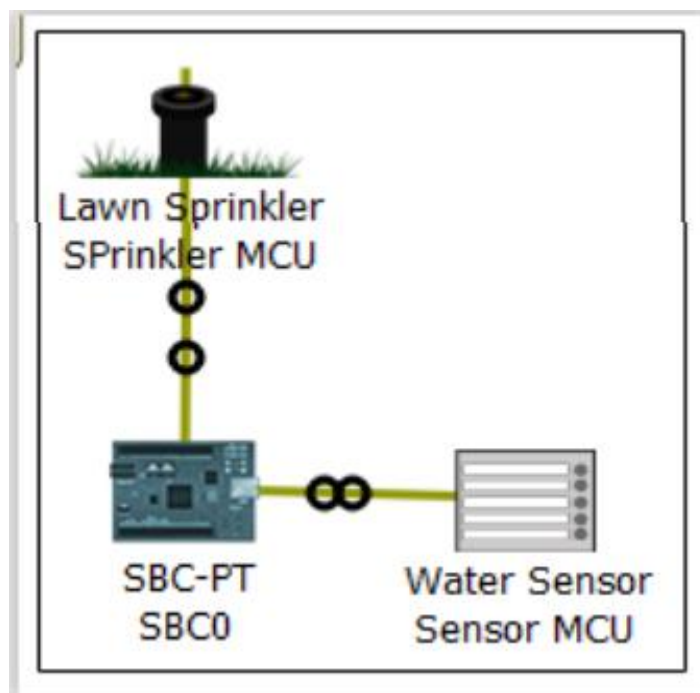 Lawn Sprinkler
SPrinkler MCU
SBC-PT
SBC0
Water Sensor
Sensor MCU